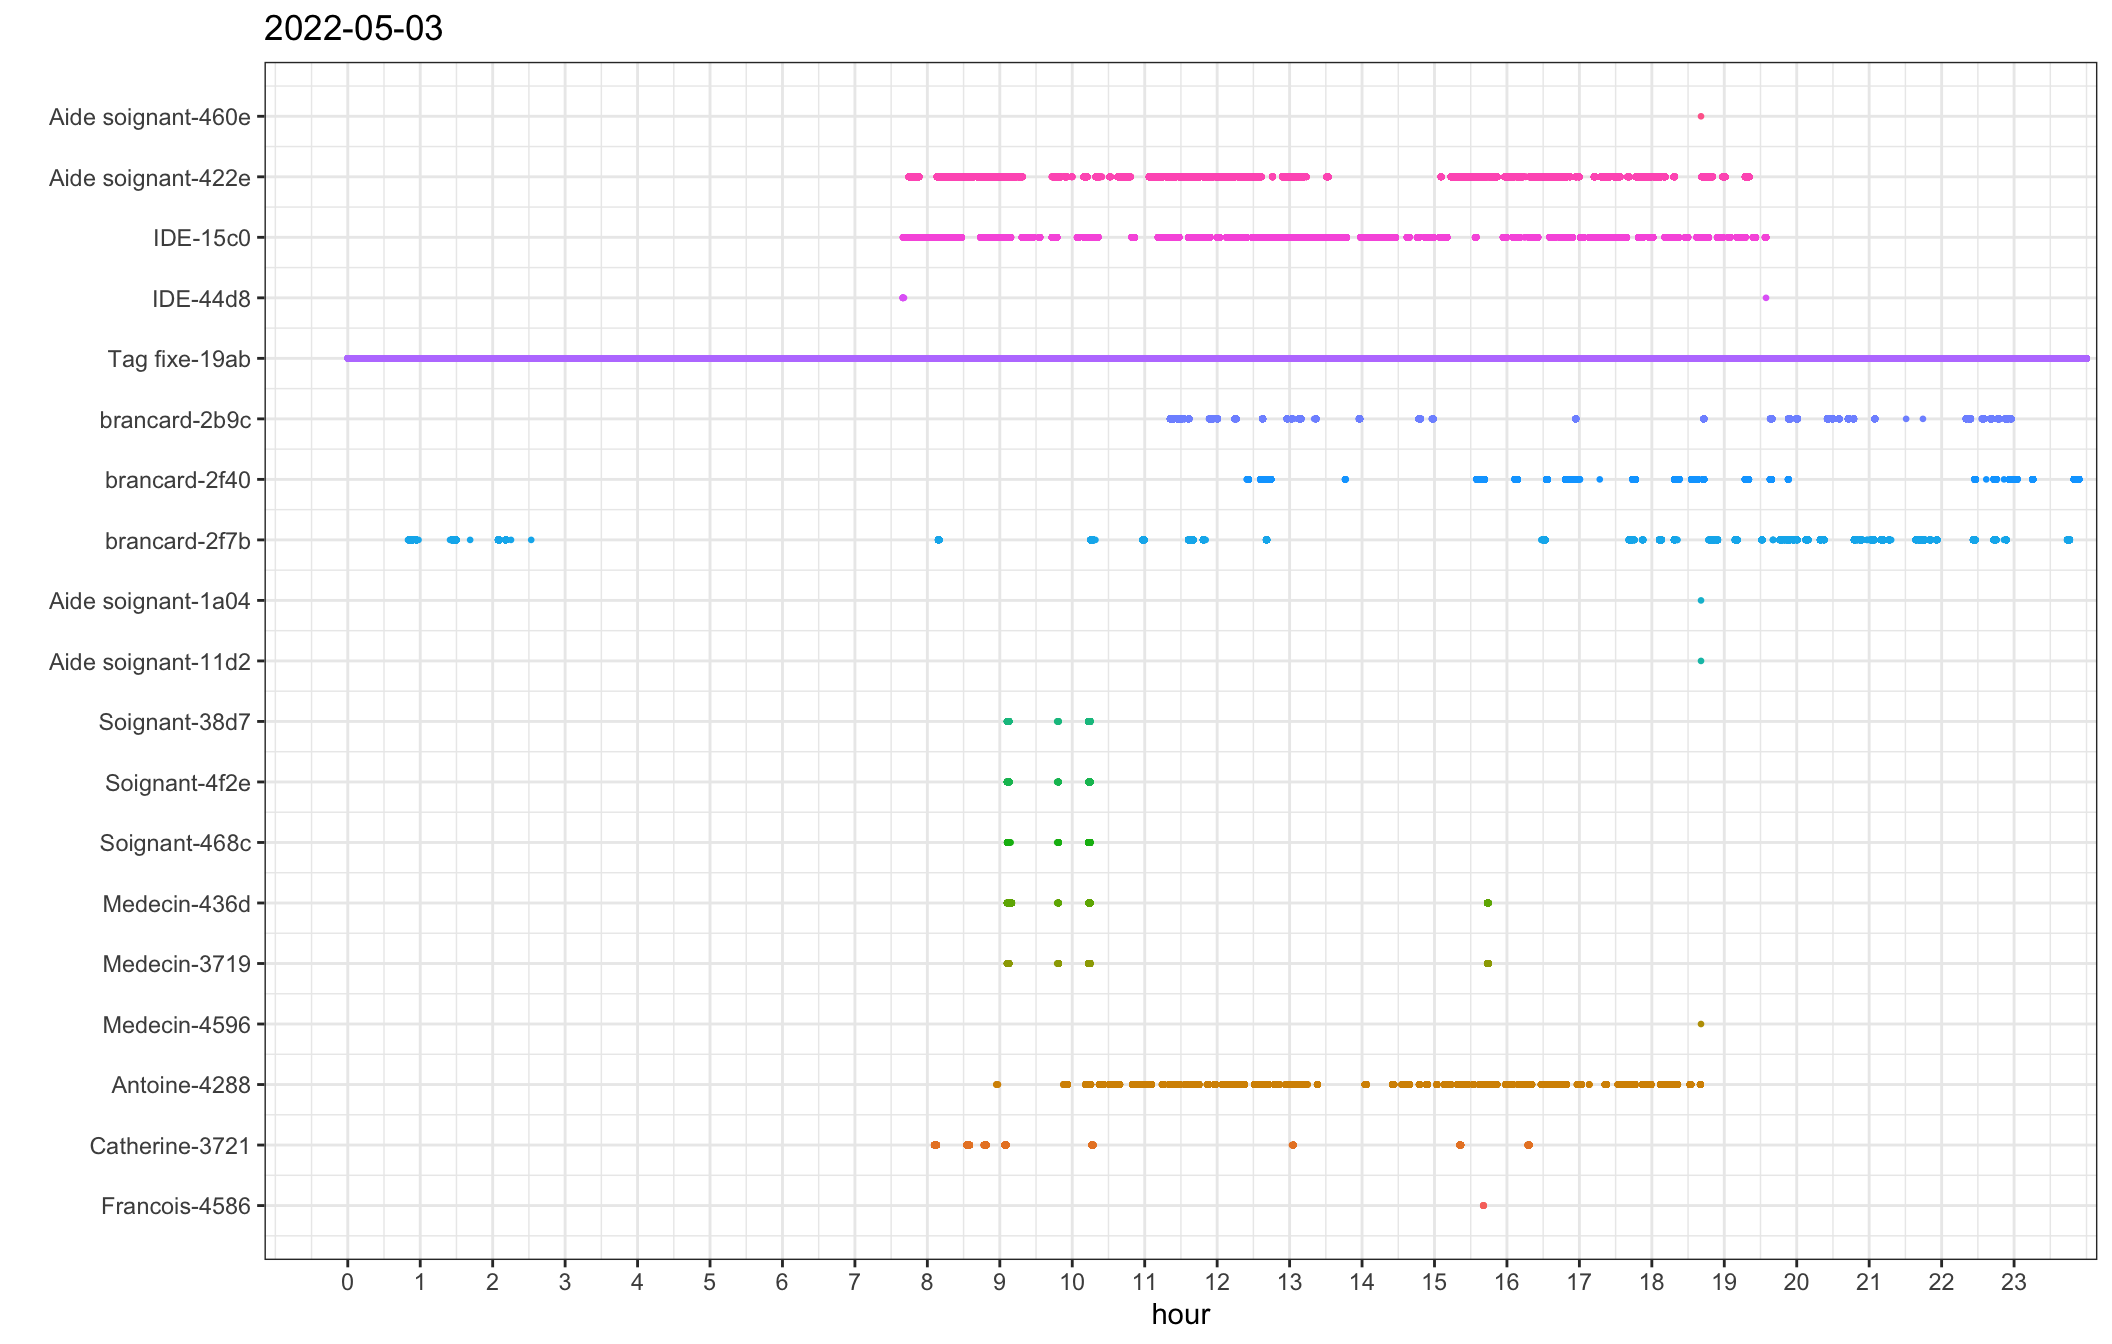 2022-05-03
Aide soignant-460e
Aide soignant-422e
IDE-15c0
IDE-44d8
Tag fixe-19ab
brancard-2b9c
brancard-2f40
brancard-2f7b
Aide soignant-1a04
Aide soignant-11d2
Soignant-38d7
Soignant-4f2e
Soignant-468c
Medecin-436d
Medecin-3719
Medecin-4596
Antoine-4288
Catherine-3721
Francois-4586
0 1 2 3 4 5 6 7 8 9 10 11 12 13 14 15 16 17 18 19 20 21 22 23
hour